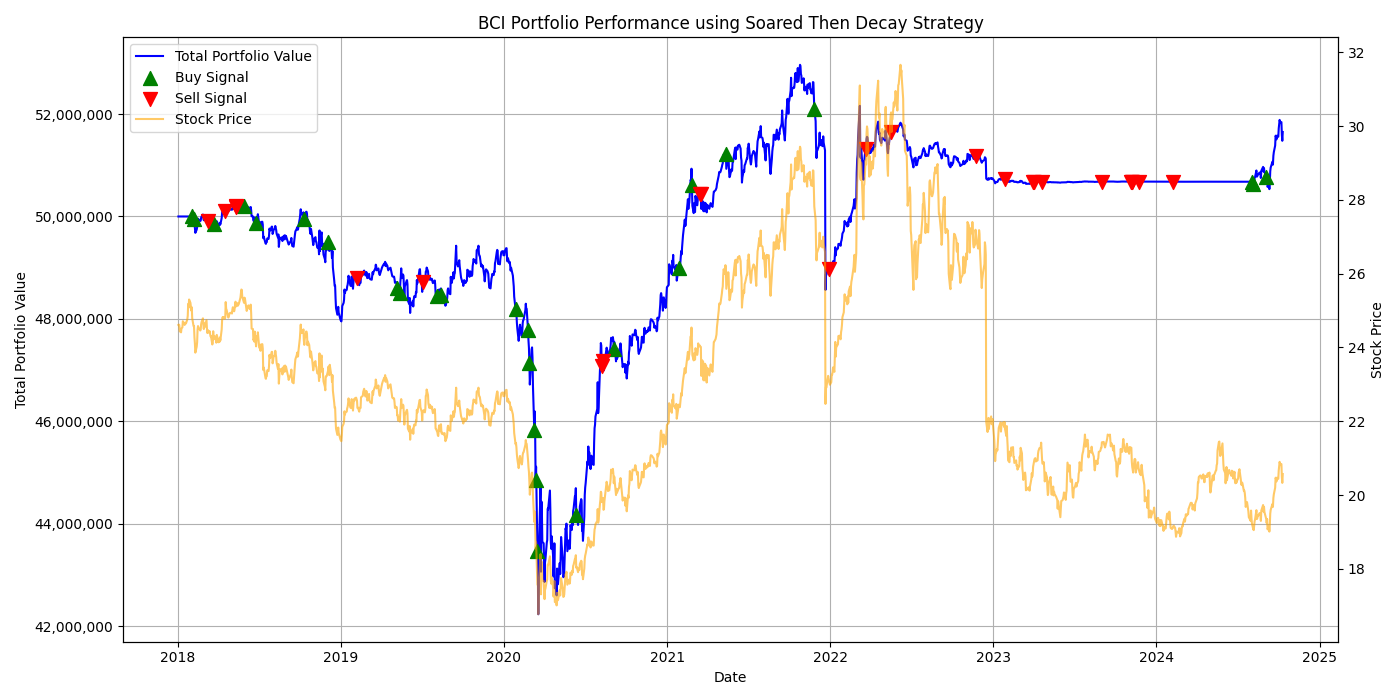 BCI Portfolio Performance using Soared Then Decay Strategy
Total Portfolio Value
Buy Signal
Sell Signal
Stock Price
52,000,000
50,000,000
48,000,000
46,000,000
44,000,000
42,000,000
Total Portfolio Value
32
30
28
26
24
22
20
18
Stock Price
2018
2019
2020
2021
2022
2023
2024
2025
Date